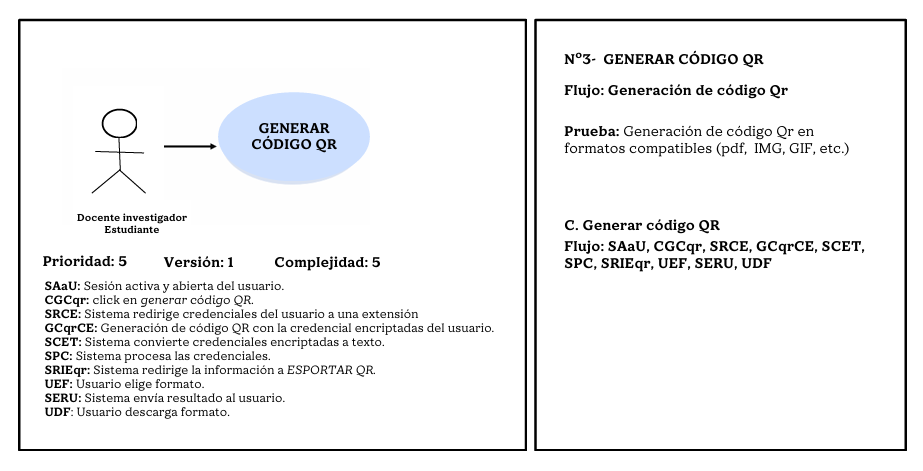 GENERAR
CÓDIGO QR
Docente investigador
Estudiante
Prioridad: 5 Versión: 1 Complejidad: 5
SAaU: Sesión activa y abierta del usuario.
CGCqr: click en generar código QR.
SRCE: Sistema redirige credenciales del usuario a una extensión
GCqrCE: Generación de código QR con la credencial encriptadas del usuario.
SCET: Sistema convierte credenciales encriptadas a texto.
SPC: Sistema procesa las credenciales.
SRIEqr: Sistema redirige la información a ESPORTAR QR.
UEF: Usuario elige formato.
SERU: Sistema envía resultado al usuario.
UDF: Usuario descarga formato.
Nº3- GENERAR CÓDIGO QR
Flujo: Generación de código Qr
Prueba: Generación de código Qr en
formatos compatibles (pdf, IMG, GIF, etc.)
C. Generar código QR
Flujo: SAaU, CGCqr, SRCE, GCqrCE, SCET,
SPC, SRIEqr, UEF, SERU, UDF